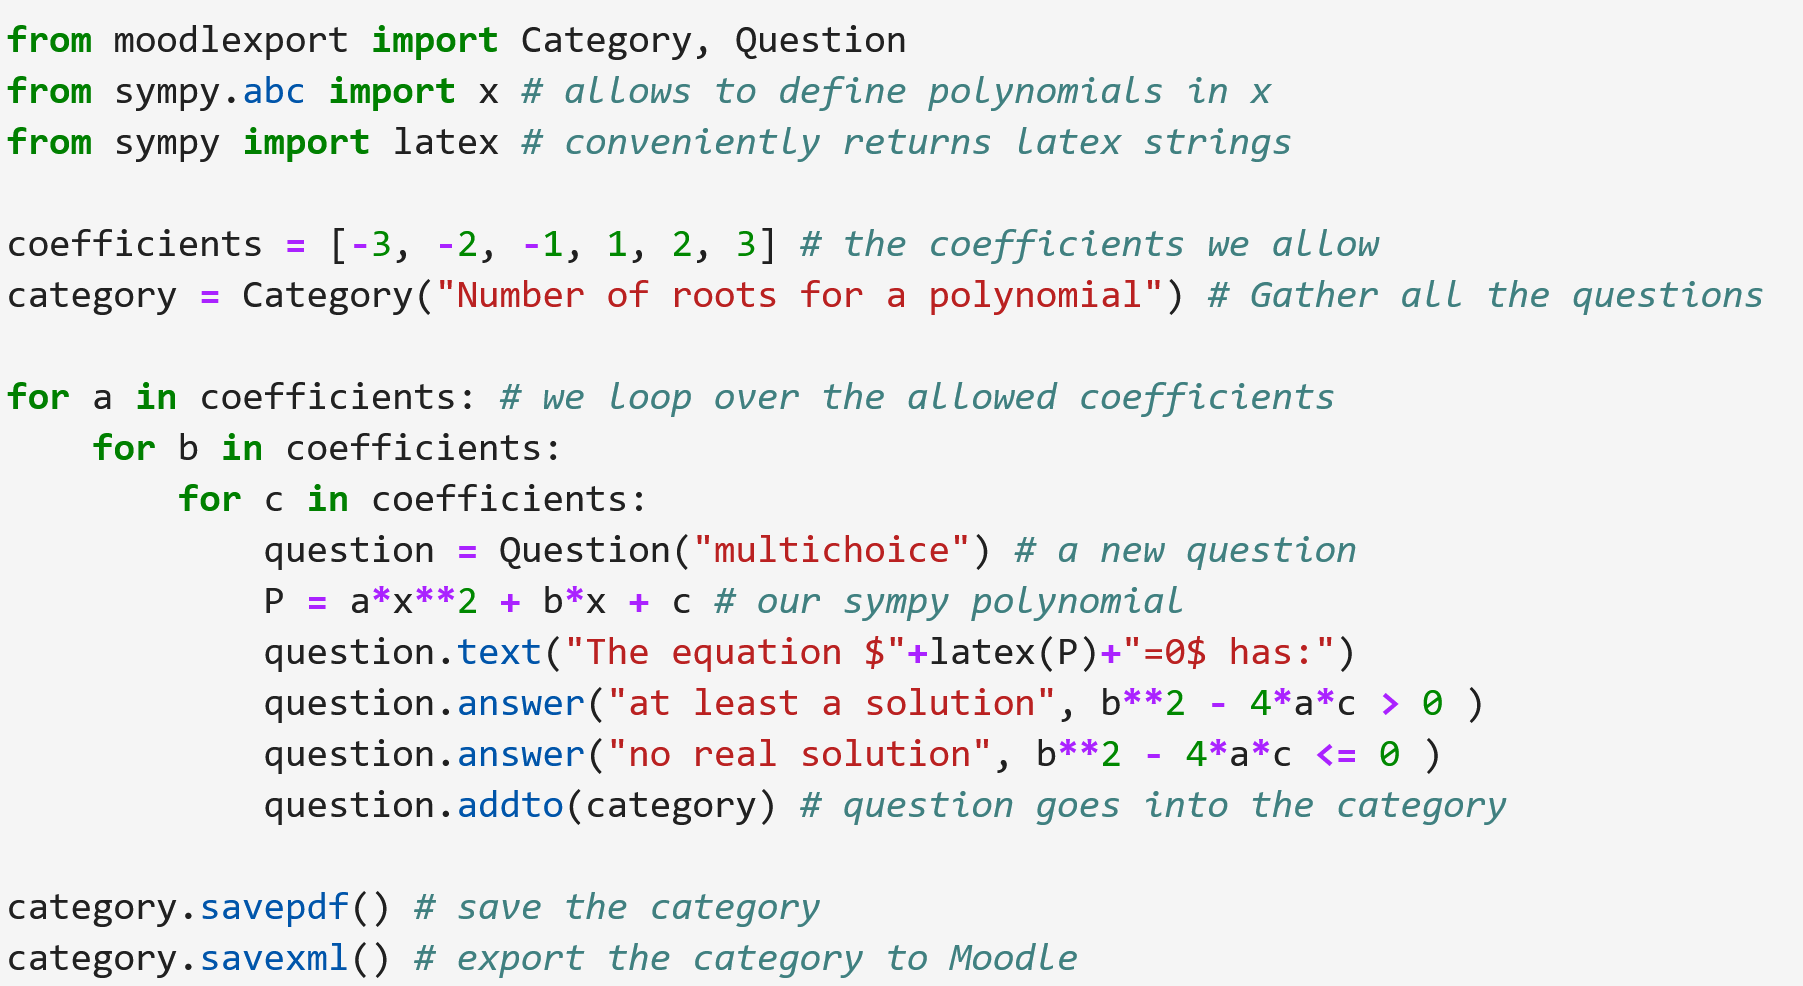 from moodlexport import Category, Question
from sympy.abc import x # allows to define polynomials in x
from sympy import latex # conveniently returns latex strings

coefficients = [-3, -2, -1, 1, 2, 3] # the coefficients we allow
category = Category("Number of roots for a polynomial") # Gather all the questions

for a in coefficients: # we loop over the allowed coefficients
    for b in coefficients:
        for c in coefficients:
            question = Question("multichoice") # a new question
            P = a*x**2 + b*x + c # our sympy polynomial
            question.text("The equation $"+latex(P)+"=0$ has:")
            question.answer("at least a solution", b**2 - 4*a*c > 0 )
            question.answer("no real solution", b**2 - 4*a*c <= 0 )
            question.addto(category) # question goes into the category

category.savepdf() # save the category
category.savexml() # export the category to Moodle